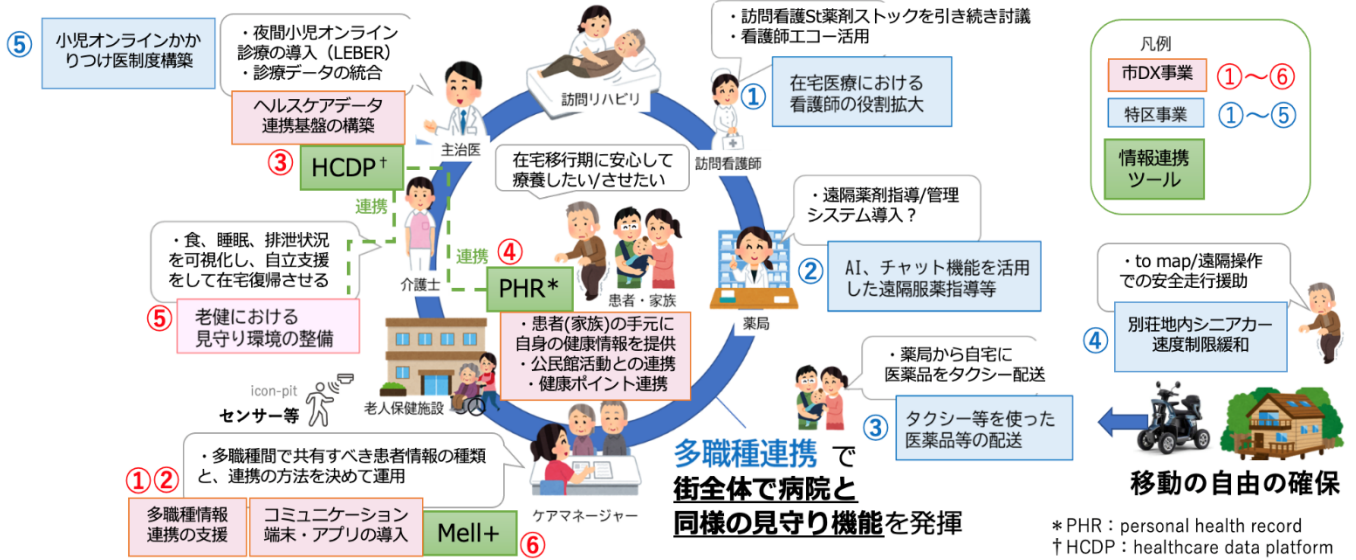 ⑤
小児オンラインかか
りつけ医制度構築
・夜間小児オンライン
診療の導入（LEBER）
・診療データの統合
ヘルスケアデータ
連携基盤の構築
③
HCDP†
主治医
訪問リハビリ
・訪問看護St薬剤ストックを引き続き討議
・看護師エコー活用
①
在宅医療における
看護師の役割拡大
訪問看護師
凡例
市DX事業
①～⑥
特区事業
①～⑤
情報連携
ツール
在宅移行期に安心して
療養したい/させたい
連携
連携
・食、睡眠、排泄状況
を可視化し、自立支援
をして在宅復帰させる
介護士
⑤
老健における
見守り環境の整備
④
PHR*
患者・家族
・患者(家族)の手元に
自身の健康情報を提供
・公民館活動との連携
・健康ポイント連携
・遠隔薬剤指導/管理
システム導入？
②
AI、チャット機能を活用
した遠隔服薬指導等
薬局
・to map/遠隔操作
での安全走行援助
④
別荘地内シニアカー
速度制限緩和
・薬局から自宅に
医薬品をタクシー配送
③
タクシー等を使った
医薬品等の配送
移動の自由の確保
icon-pit
センサー等
老人保健施設
・多職種間で共有すべき患者情報の種類
と、連携の方法を決めて運用
①②
多職種情報
連携の支援
コミュニケーション
端末・アプリの導入
Mell+
⑥
ケアマネージャー
多職種連携 で
街全体で病院と
同様の見守り機能を発揮
*PHR：personal health record
†HCDP：healthcare data platform